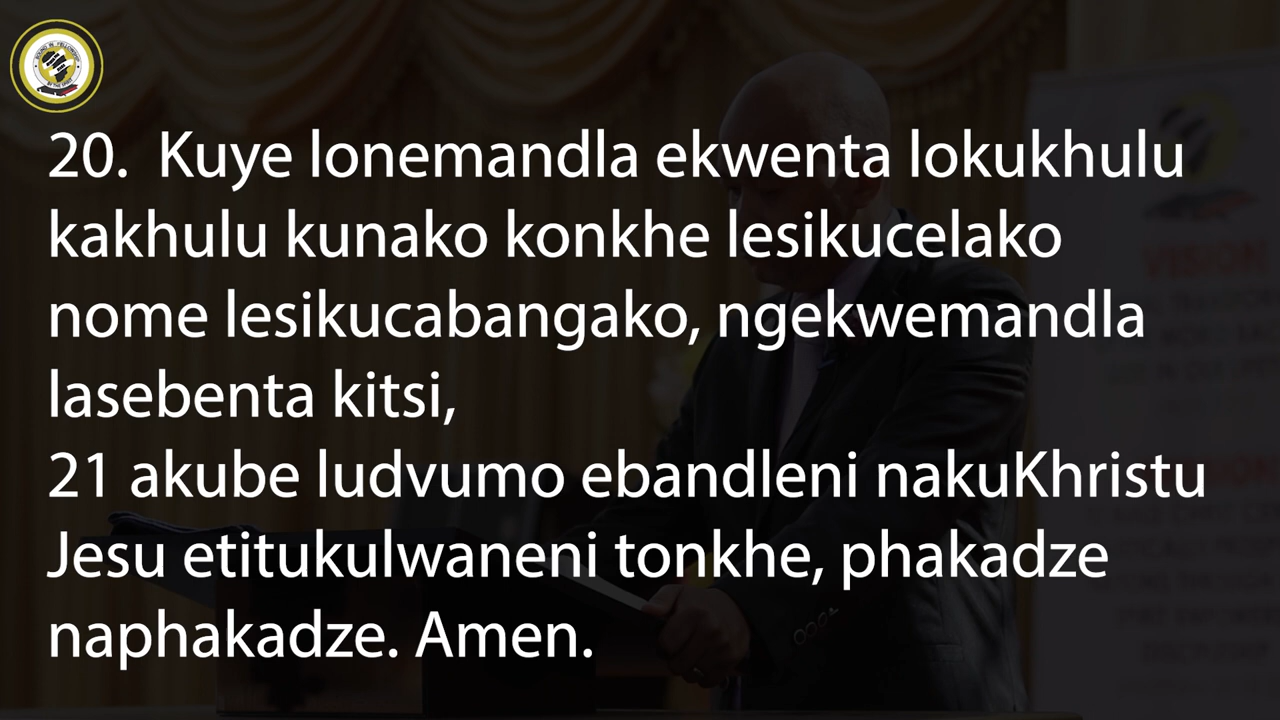 20. Kuye lonemandla ekwenta lokukhulu
kakhulu kunako konkhe lesikucelako
nome lesikucabangako, ngekwemandla
lasebenta kitsi,
21 akube ludvumo ebandleni nakuKhristu
Jesu etitukulwaneni tonkhe, phakadze
naphakadze. Amen.
VISION